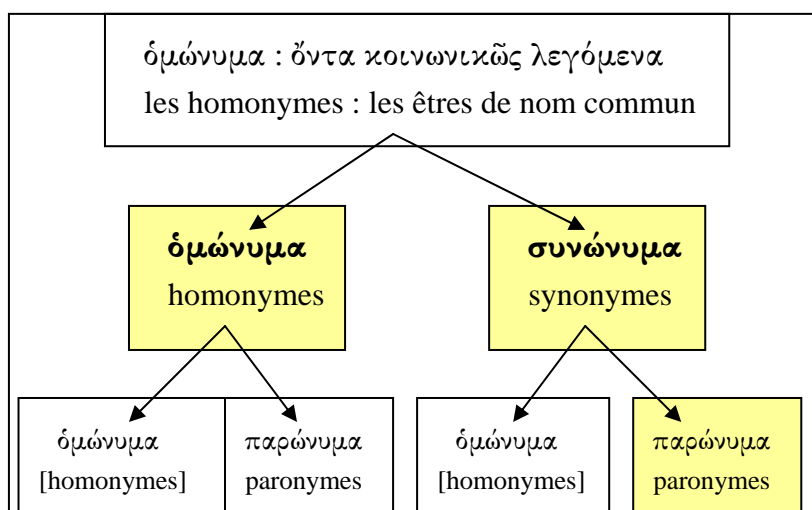 ὁμώνυμα : ὄντα κοινωνικῶς λεγόμενα
les homonymes : les êtres de nom commun
ὁμώνυμα
homonymes
συνώνυμα
synonymes
ὁμώνυμα
[homonymes]
παρώνυμα
paronymes
ὁμώνυμα
[homonymes]
παρώνυμα
paronymes